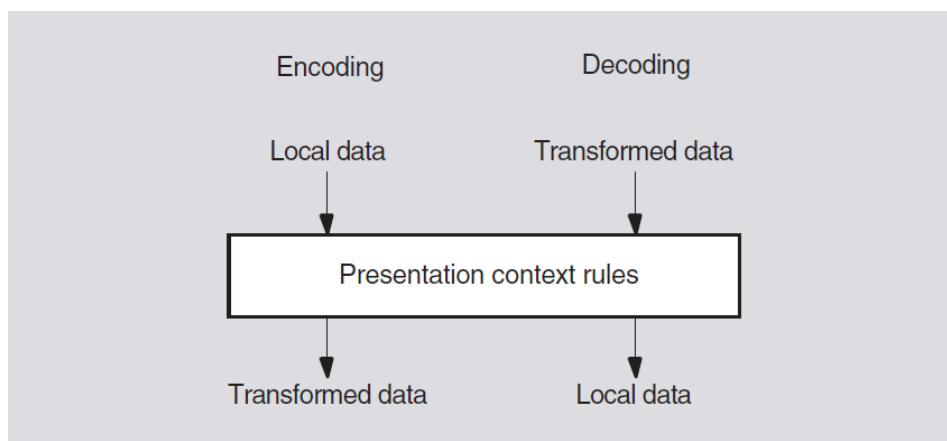 Encoding Decoding
Local data Transformed data
Presentation context rules
Transformed data Local data